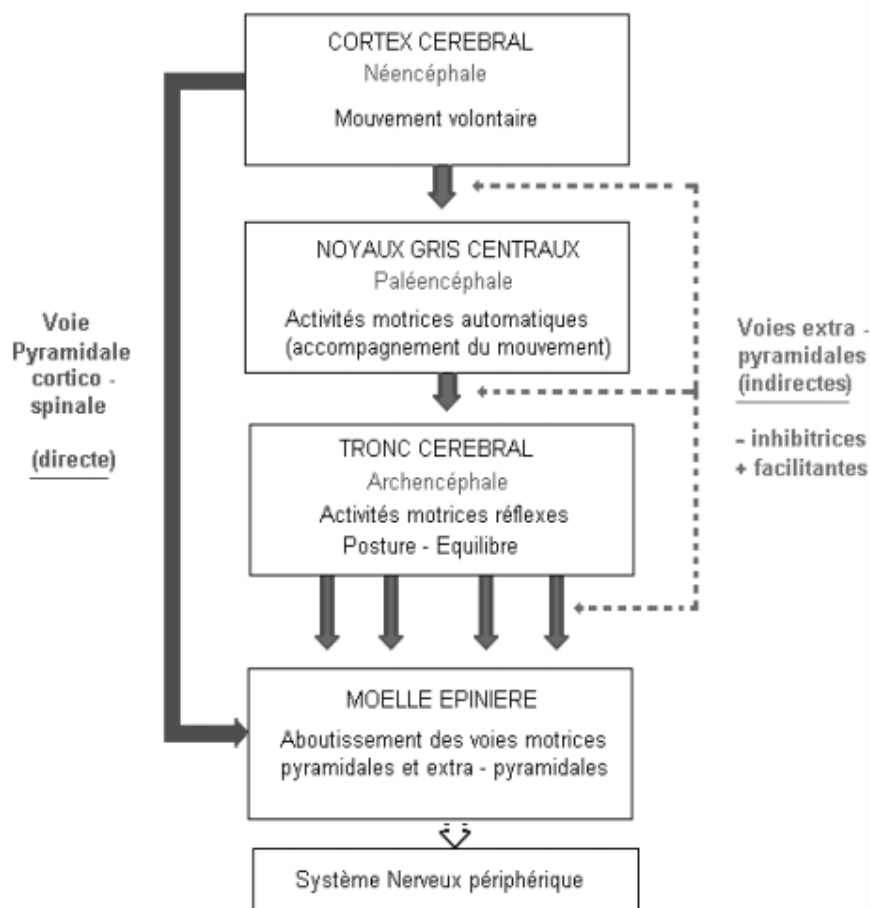 CORTEX CEREBRAL
Néencéphale
Mouvement volontaire
NOYAUX GRIS CENTRAUX
Paléencéphale
Activités motrices automatiques
(accompagnement du mouvement)
Voie
Pyramidale
cortico -
spinale
(directe)
Voies extra -
pyramidales
(indirectes)
- inhibitrices
+ facilitantes
TRONC CEREBRAL
Archencéphale
Activités motrices réflexes
Posture - Equilibre
MOELLE EPINIERE
Aboutissement des voies motrices
pyramidales et extra - pyramidales
Système Nerveux périphérique